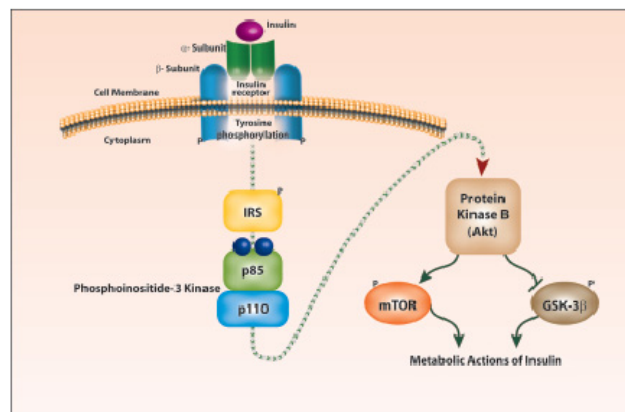 Insulin
α- Subunit
β- Subunit
Insulin
receptor
Cell Membrane
Tyrosine
phosphorylation
Cytoplasm
P
P
P
IRS
p85
Phosphoinositide-3 Kinase
p110
Protein
Kinase B
(Akt)
P
mTOR
P
GSK-3β
Metabolic Actions of Insulin